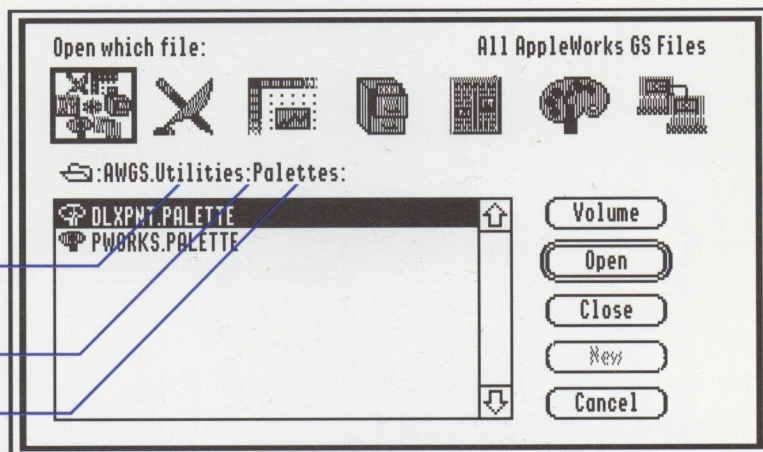 Open which file:
All AppleWorks GS Files
:AWGS.Utilities:Palettes:
DLXPNT.PALETTE
PWORKS.PALETTE
Volume
Open
Close
New
Cancel